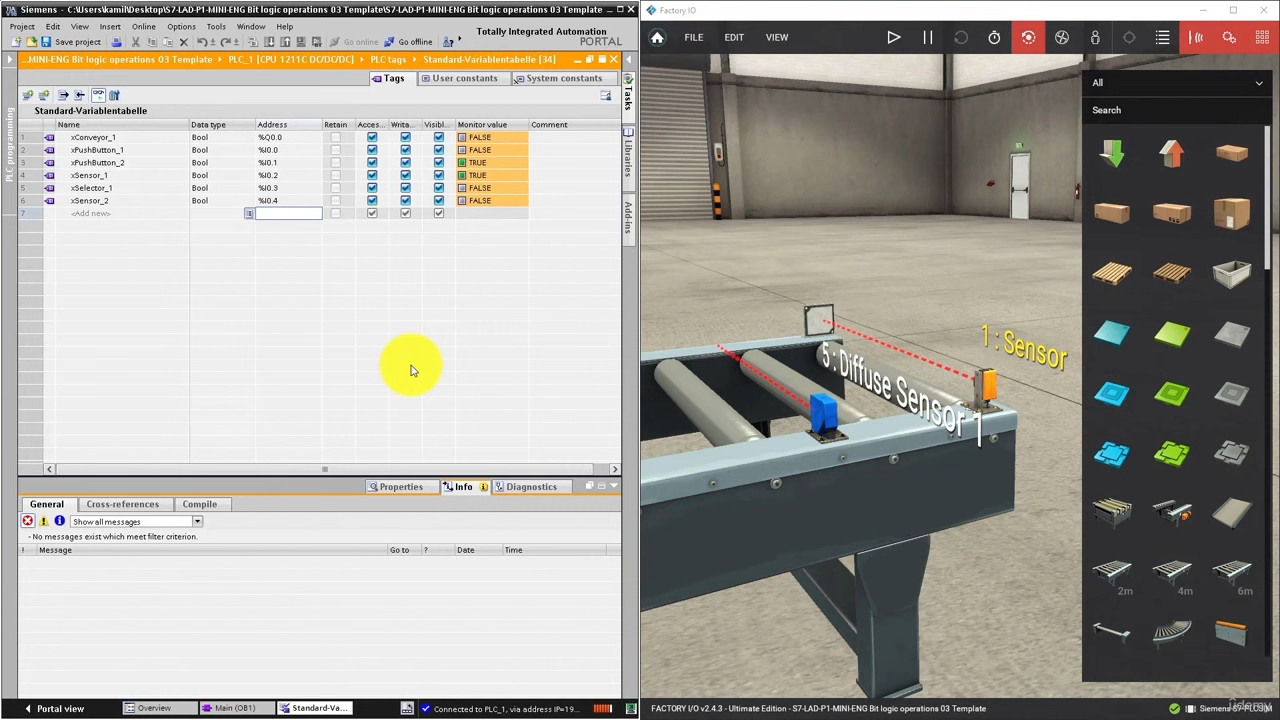 Siemens - C:\Users\kamil\Desktop\S7-LAD-P1-MINI-ENG Bit logic operations 03 Template\S7-LAD-P1-MINI-ENG Bit logic operations 03 Template
Project Edit View Insert Online Options Tools Window Help
Save project
Go online
Go offline
Totally Integrated Automation
PORTAL
...MINI-ENG Bit logic operations 03 Template
PLC_1 [CPU 1211C DC/DC/DC]
PLC tags
Standard-Variablentabelle [34]
Tags
User constants
System constants
Standard-Variablentabelle
Name Data type Address Retain Acces... Writa... Visibl... Monitor value Comment
1 xConveyor_1 Bool %Q0.0 FALSE
2 xPushButton_1 Bool %I0.0 FALSE
3 xPushButton_2 Bool %I0.1 TRUE
4 xSensor_1 Bool %I0.2 TRUE
5 xSelector_1 Bool %I0.3 FALSE
6 xSensor_2 Bool %I0.4 FALSE
7 <Add new>
PLC programming
Tasks
Libraries
Add-ins
Properties
Info
Diagnostics
General
Cross-references
Compile
Show all messages
- No messages exist which meet filter criterion.
! Message Go to ? Date Time
Portal view
Overview
Main (OB1)
Standard-Va...
Connected to PLC_1, via address IP=19...
Factory IO
FILE EDIT VIEW
All
Search
1 : Sensor
5 : Diffuse Sensor 1
2m 4m 6m
FACTORY IO v2.4.3 - Ultimate Edition - S7-LAD-P1-MINI-ENG Bit logic operations 03 Template
Siemens S7-PLCSIM
udemy